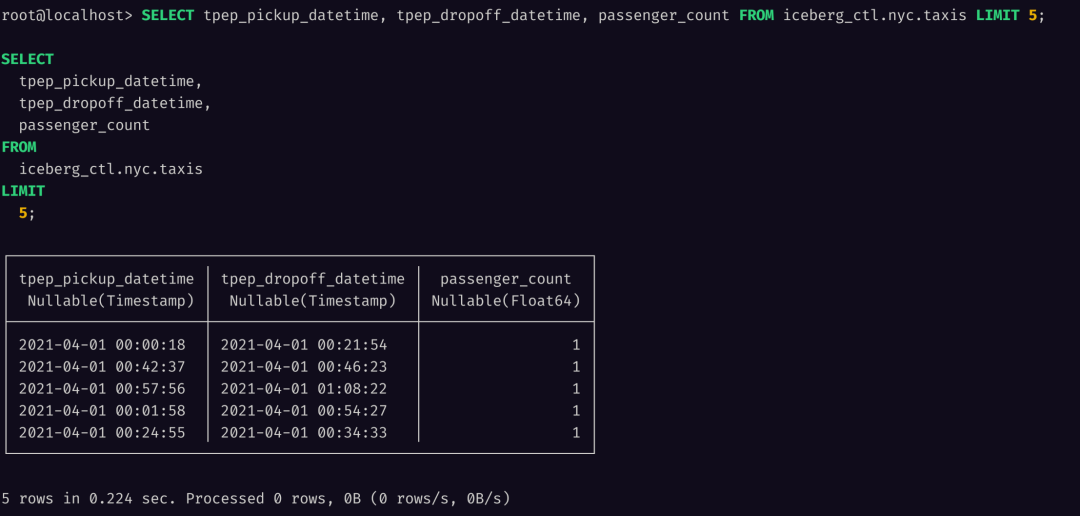 root@localhost> SELECT tpep_pickup_datetime, tpep_dropoff_datetime, passenger_count FROM iceberg_ctl.nyc.taxis LIMIT 5;
SELECT
tpep_pickup_datetime,
tpep_dropoff_datetime,
passenger_count
FROM
iceberg_ctl.nyc.taxis
LIMIT
5;
tpep_pickup_datetime tpep_dropoff_datetime passenger_count
Nullable(Timestamp) Nullable(Timestamp) Nullable(Float64)
2021-04-01 00:00:18 2021-04-01 00:21:54 1
2021-04-01 00:42:37 2021-04-01 00:46:23 1
2021-04-01 00:57:56 2021-04-01 01:08:22 1
2021-04-01 00:01:58 2021-04-01 00:54:27 1
2021-04-01 00:24:55 2021-04-01 00:34:33 1
5 rows in 0.224 sec. Processed 0 rows, 0B (0 rows/s, 0B/s)